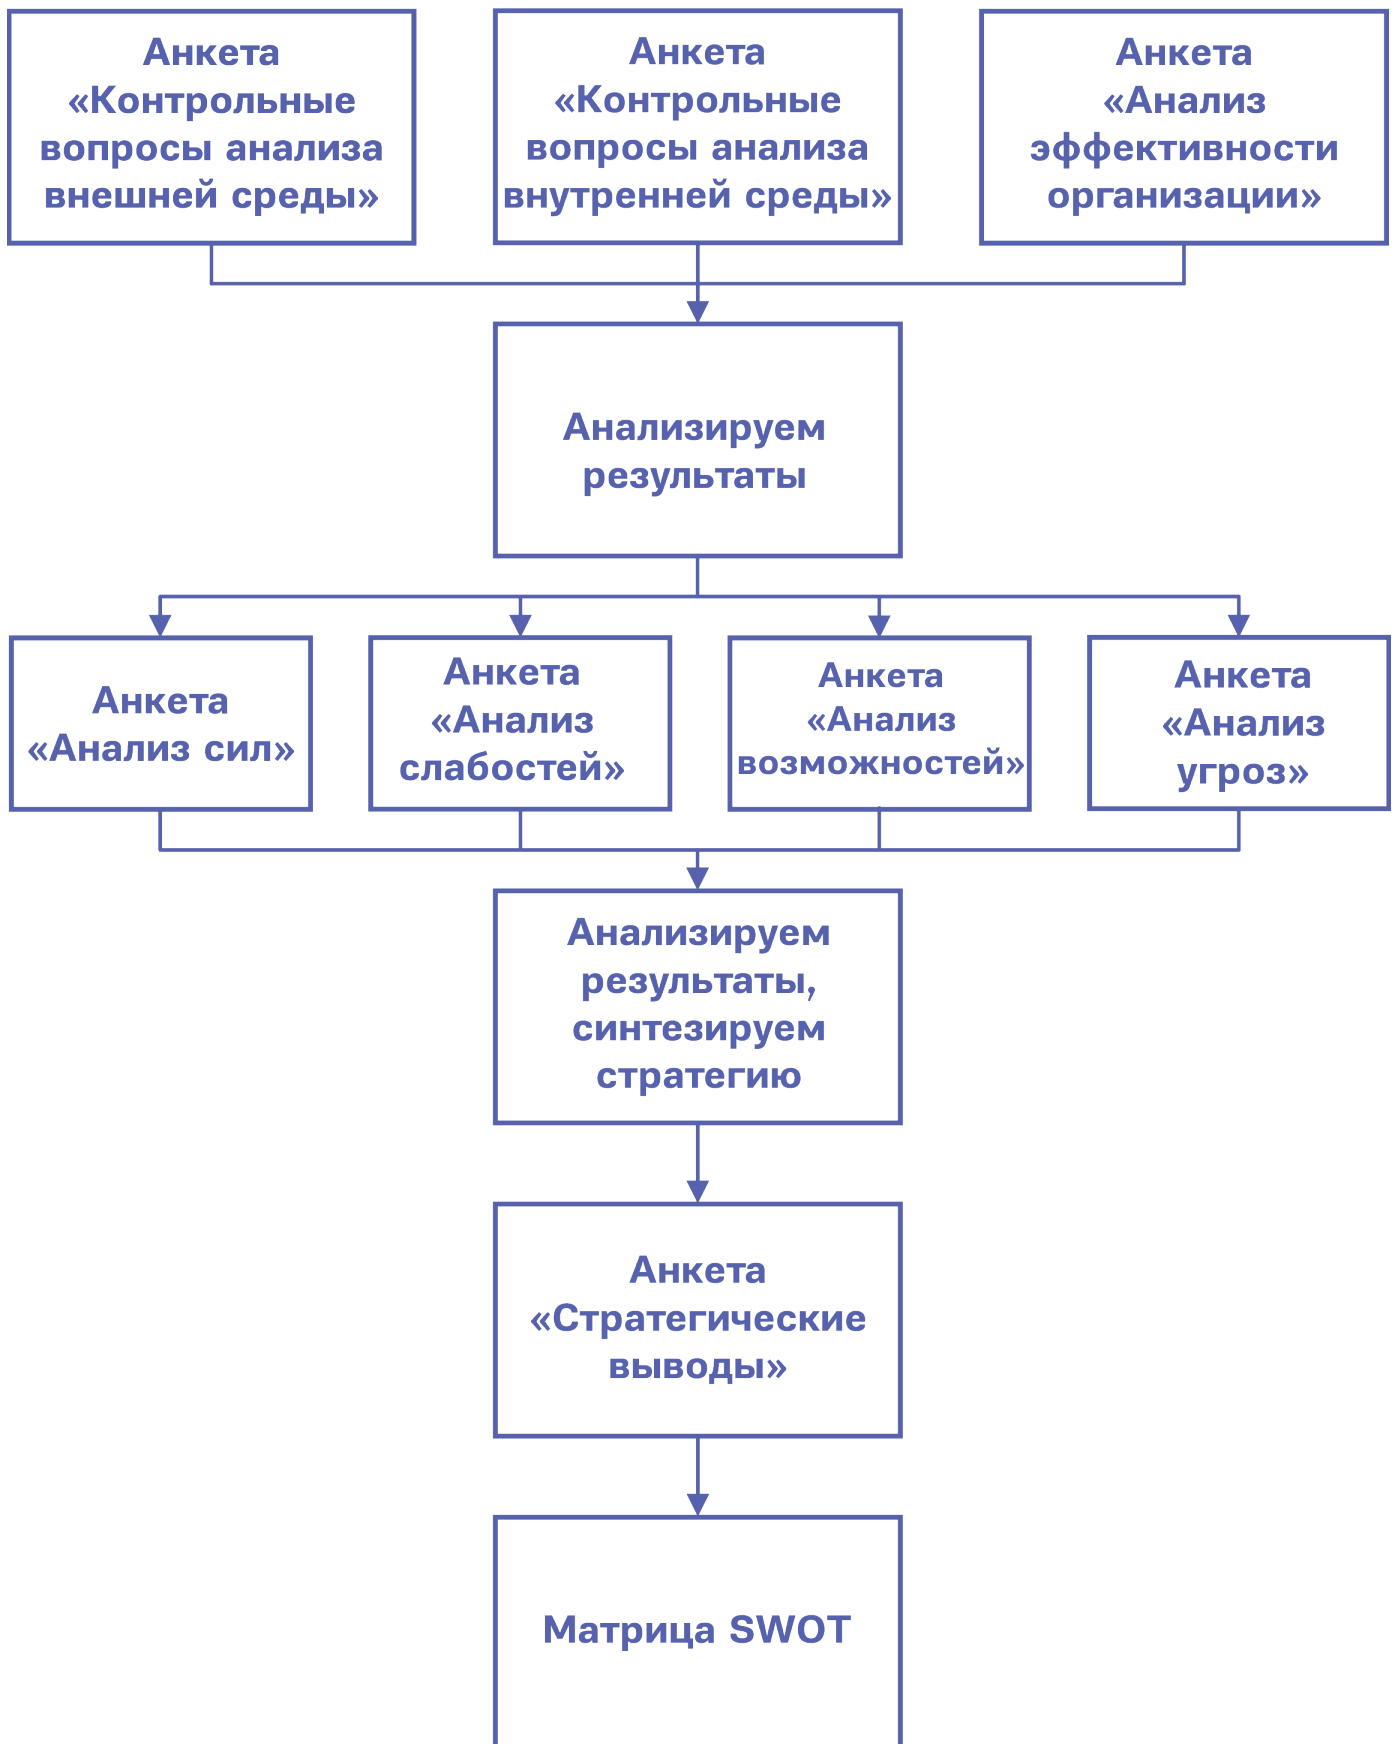 Анкета
«Контрольные
вопросы анализа
внешней среды»
Анкета
«Контрольные
вопросы анализа
внутренней среды»
Анкета
«Анализ
эффективности
организации»
Анализируем
результаты
Анкета
«Анализ сил»
Анкета
«Анализ
слабостей»
Анкета
«Анализ
возможностей»
Анкета
«Анализ
угроз»
Анализируем
результаты,
синтезируем
стратегию
Анкета
«Стратегические
выводы»
Матрица SWOT